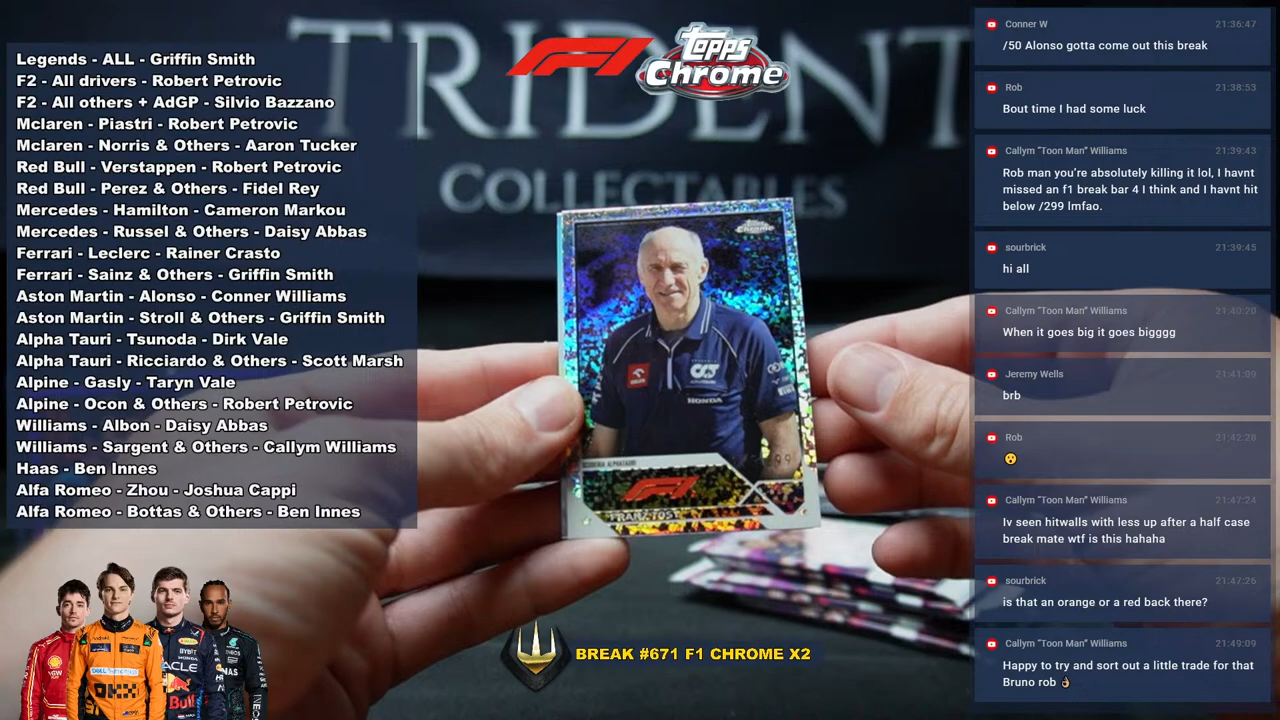 Legends - ALL - Griffin Smith
F2 - All drivers - Robert Petrovic
F2 - All others + AdGP - Silvio Bazzano
Mclaren - Piastri - Robert Petrovic
Mclaren - Norris & Others - Aaron Tucker
Red Bull - Verstappen - Robert Petrovic
Red Bull - Perez & Others - Fidel Rey
Mercedes - Hamilton - Cameron Markou
Mercedes - Russel & Others - Daisy Abbas
Ferrari - Leclerc - Rainer Crasto
Ferrari - Sainz & Others - Griffin Smith
Aston Martin - Alonso - Conner Williams
Aston Martin - Stroll & Others - Griffin Smith
Alpha Tauri - Tsunoda - Dirk Vale
Alpha Tauri - Ricciardo & Others - Scott Marsh
Alpine - Gasly - Taryn Vale
Alpine - Ocon & Others - Robert Petrovic
Williams - Albon - Daisy Abbas
Williams - Sargent & Others - Callym Williams
Haas - Ben Innes
Alfa Romeo - Zhou - Joshua Cappi
Alfa Romeo - Bottas & Others - Ben Innes
TRIDENT
COLLECTABLES
F1
Topps
Chrome
SCUDERIA ALPHATAURI
HONDA
F1
FRANZ TOST
BREAK #671 F1 CHROME X2
Conner W 21:36:47
/50 Alonso gotta come out this break
Rob 21:38:53
Bout time I had some luck
Callym "Toon Man" Williams 21:39:43
Rob man you're absolutely killing it lol, I havnt
missed an f1 break bar 4 I think and I havnt hit
below /299 lmfao.
sourbrick 21:39:45
hi all
Callym "Toon Man" Williams 21:40:20
When it goes big it goes bigggg
Jeremy Wells 21:41:09
brb
Rob 21:42:28
😮
Callym "Toon Man" Williams 21:47:24
Iv seen hitwalls with less up after a half case
break mate wtf is this hahaha
sourbrick 21:47:26
is that an orange or a red back there?
Callym "Toon Man" Williams 21:49:09
Happy to try and sort out a little trade for that
Bruno rob 👌